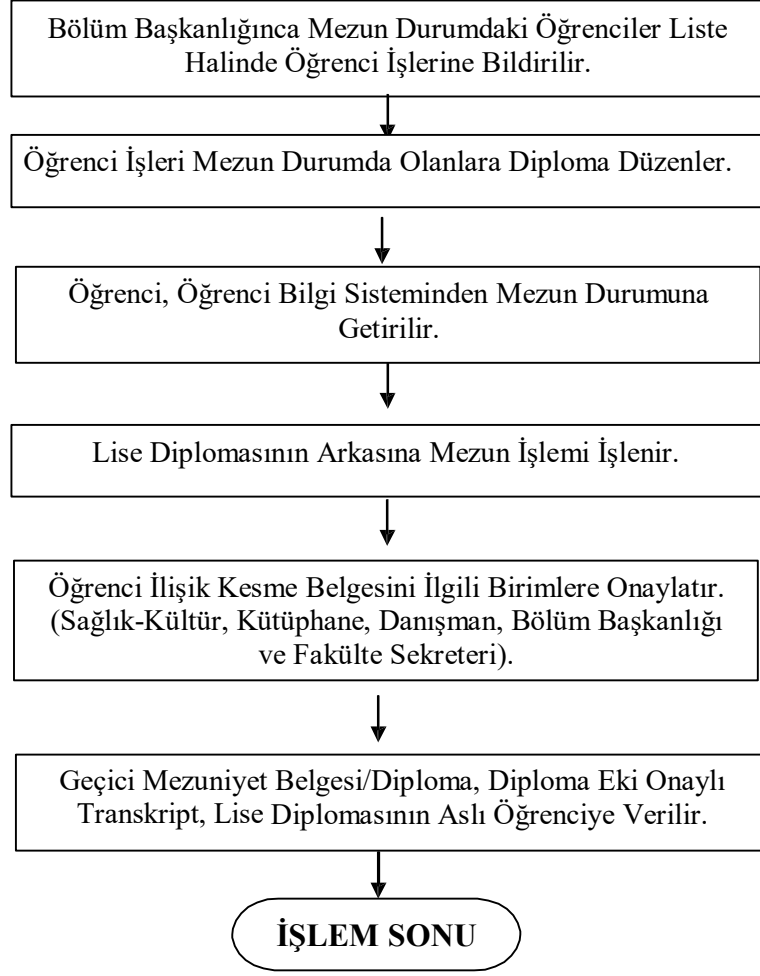 Bölüm Başkanlığınca Mezun Durumdaki Öğrenciler Liste
Halinde Öğrenci İşlerine Bildirilir.
Öğrenci İşleri Mezun Durumda Olanlara Diploma Düzenler.
Öğrenci, Öğrenci Bilgi Sisteminden Mezun Durumuna
Getirilir.
Lise Diplomasının Arkasına Mezun İşlemi İşlenir.
Öğrenci İlişik Kesme Belgesini İlgili Birimlere Onaylatır.
(Sağlık-Kültür, Kütüphane, Danışman, Bölüm Başkanlığı
ve Fakülte Sekreteri).
Geçici Mezuniyet Belgesi/Diploma, Diploma Eki Onaylı
Transkript, Lise Diplomasının Aslı Öğrenciye Verilir.
İŞLEM SONU